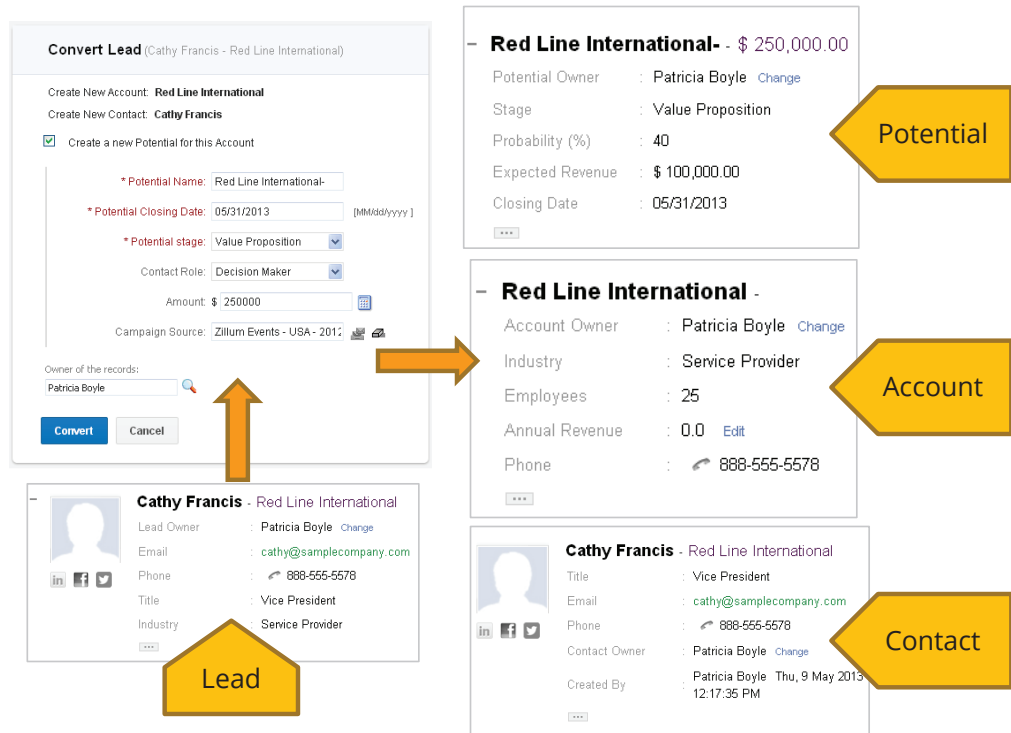 Convert Lead (Cathy Francis - Red Line International)
Create New Account: Red Line International
Create New Contact: Cathy Francis
Create a new Potential for this Account
* Potential Name: Red Line International-
* Potential Closing Date: 05/31/2013 [MM/dd/yyyy ]
* Potential stage: Value Proposition
Contact Role: Decision Maker
Amount: $ 250000
Campaign Source: Zillum Events - USA - 2012
Owner of the records:
Patricia Boyle
Convert Cancel
Cathy Francis - Red Line International
Lead Owner : Patricia Boyle Change
Email : cathy@samplecompany.com
Phone : 888-555-5578
Title : Vice President
Industry : Service Provider
in f
Lead
Red Line International- - $ 250,000.00
Potential Owner : Patricia Boyle Change
Stage : Value Proposition
Probability (%) : 40
Expected Revenue : $ 100,000.00
Closing Date : 05/31/2013
Potential
Red Line International -
Account Owner : Patricia Boyle Change
Industry : Service Provider
Employees : 25
Annual Revenue : 0.0 Edit
Phone : 888-555-5578
Account
Cathy Francis - Red Line International
Title : Vice President
Email : cathy@samplecompany.com
Phone : 888-555-5578
Contact Owner : Patricia Boyle Change
Created By : Patricia Boyle Thu, 9 May 2013
12:17:35 PM
in f
Contact